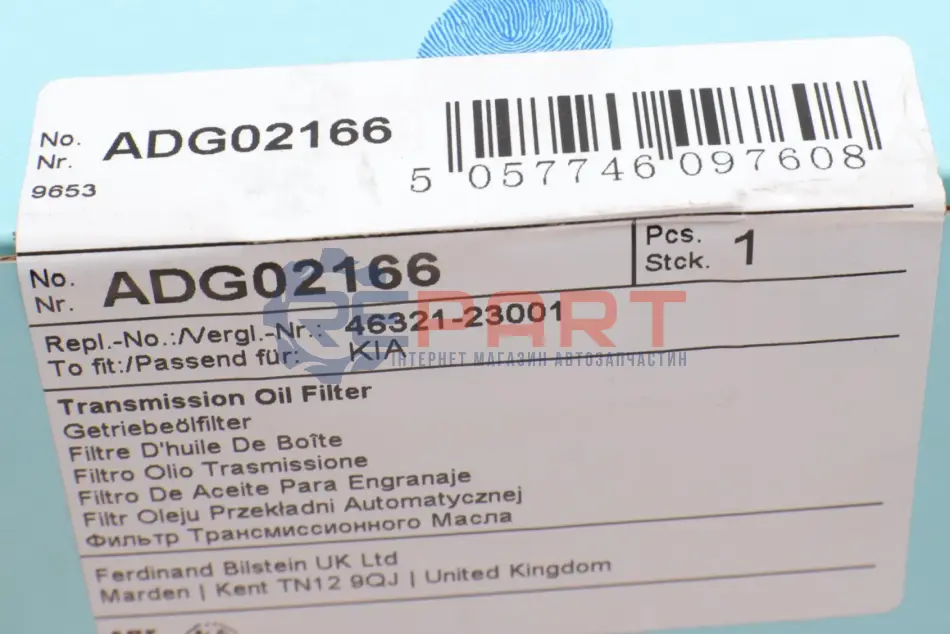 No.
Nr.
ADG02166
9653
5 057746 097608
No.
Nr.
ADG02166
Pcs.
Stck.
1
Repl.-No.:/Vergl.-Nr.: 46321-23001
To fit:/Passend für: KIA
REPART
ІНТЕРНЕТ МАГАЗИН АВТОЗАПЧАСТИН
Transmission Oil Filter
Getriebeölfilter
Filtre D'huile De Boîte
Filtro Olio Trasmissione
Filtro De Aceite Para Engranaje
Filtr Oleju Przekładni Automatycznej
Фильтр Трансмиссионного Масла
Ferdinand Bilstein UK Ltd
Marden | Kent TN12 9QJ | United Kingdom